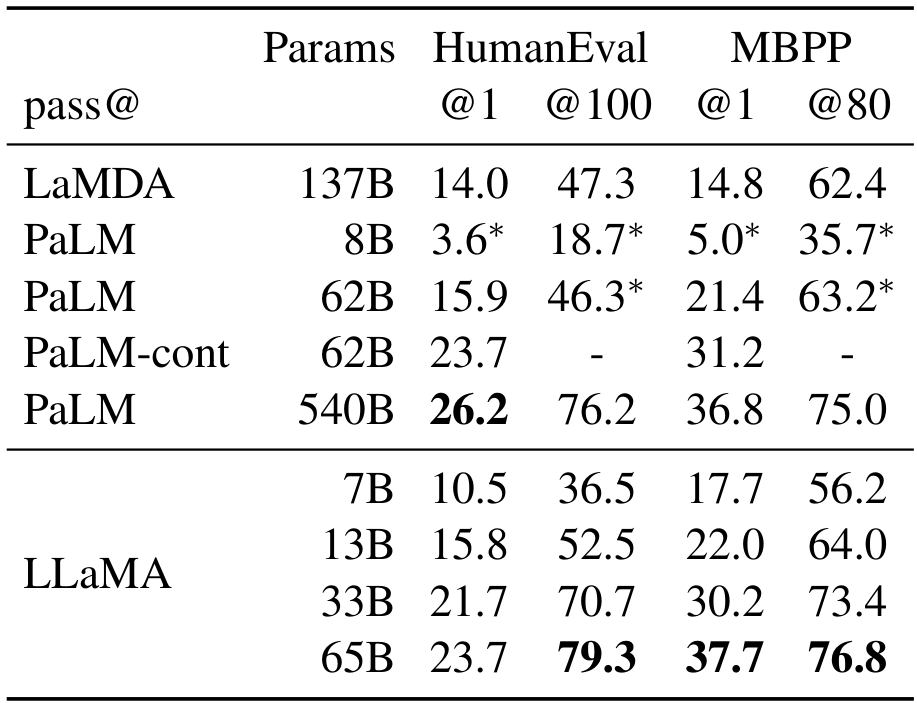 Params HumanEval MBPP
pass@ @1 @100 @1 @80
LaMDA 137B 14.0 47.3 14.8 62.4
PaLM 8B 3.6* 18.7* 5.0* 35.7*
PaLM 62B 15.9 46.3* 21.4 63.2*
PaLM-cont 62B 23.7 - 31.2 -
PaLM 540B 26.2 76.2 36.8 75.0
7B 10.5 36.5 17.7 56.2
13B 15.8 52.5 22.0 64.0
LLaMA
33B 21.7 70.7 30.2 73.4
65B 23.7 79.3 37.7 76.8